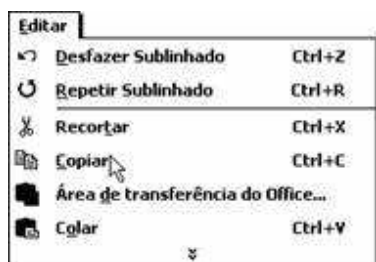 Editar
Desfazer Sublinhado Ctrl+Z
Repetir Sublinhado Ctrl+R
Recortar Ctrl+X
Copiar Ctrl+C
Área de transferência do Office...
Colar Ctrl+V